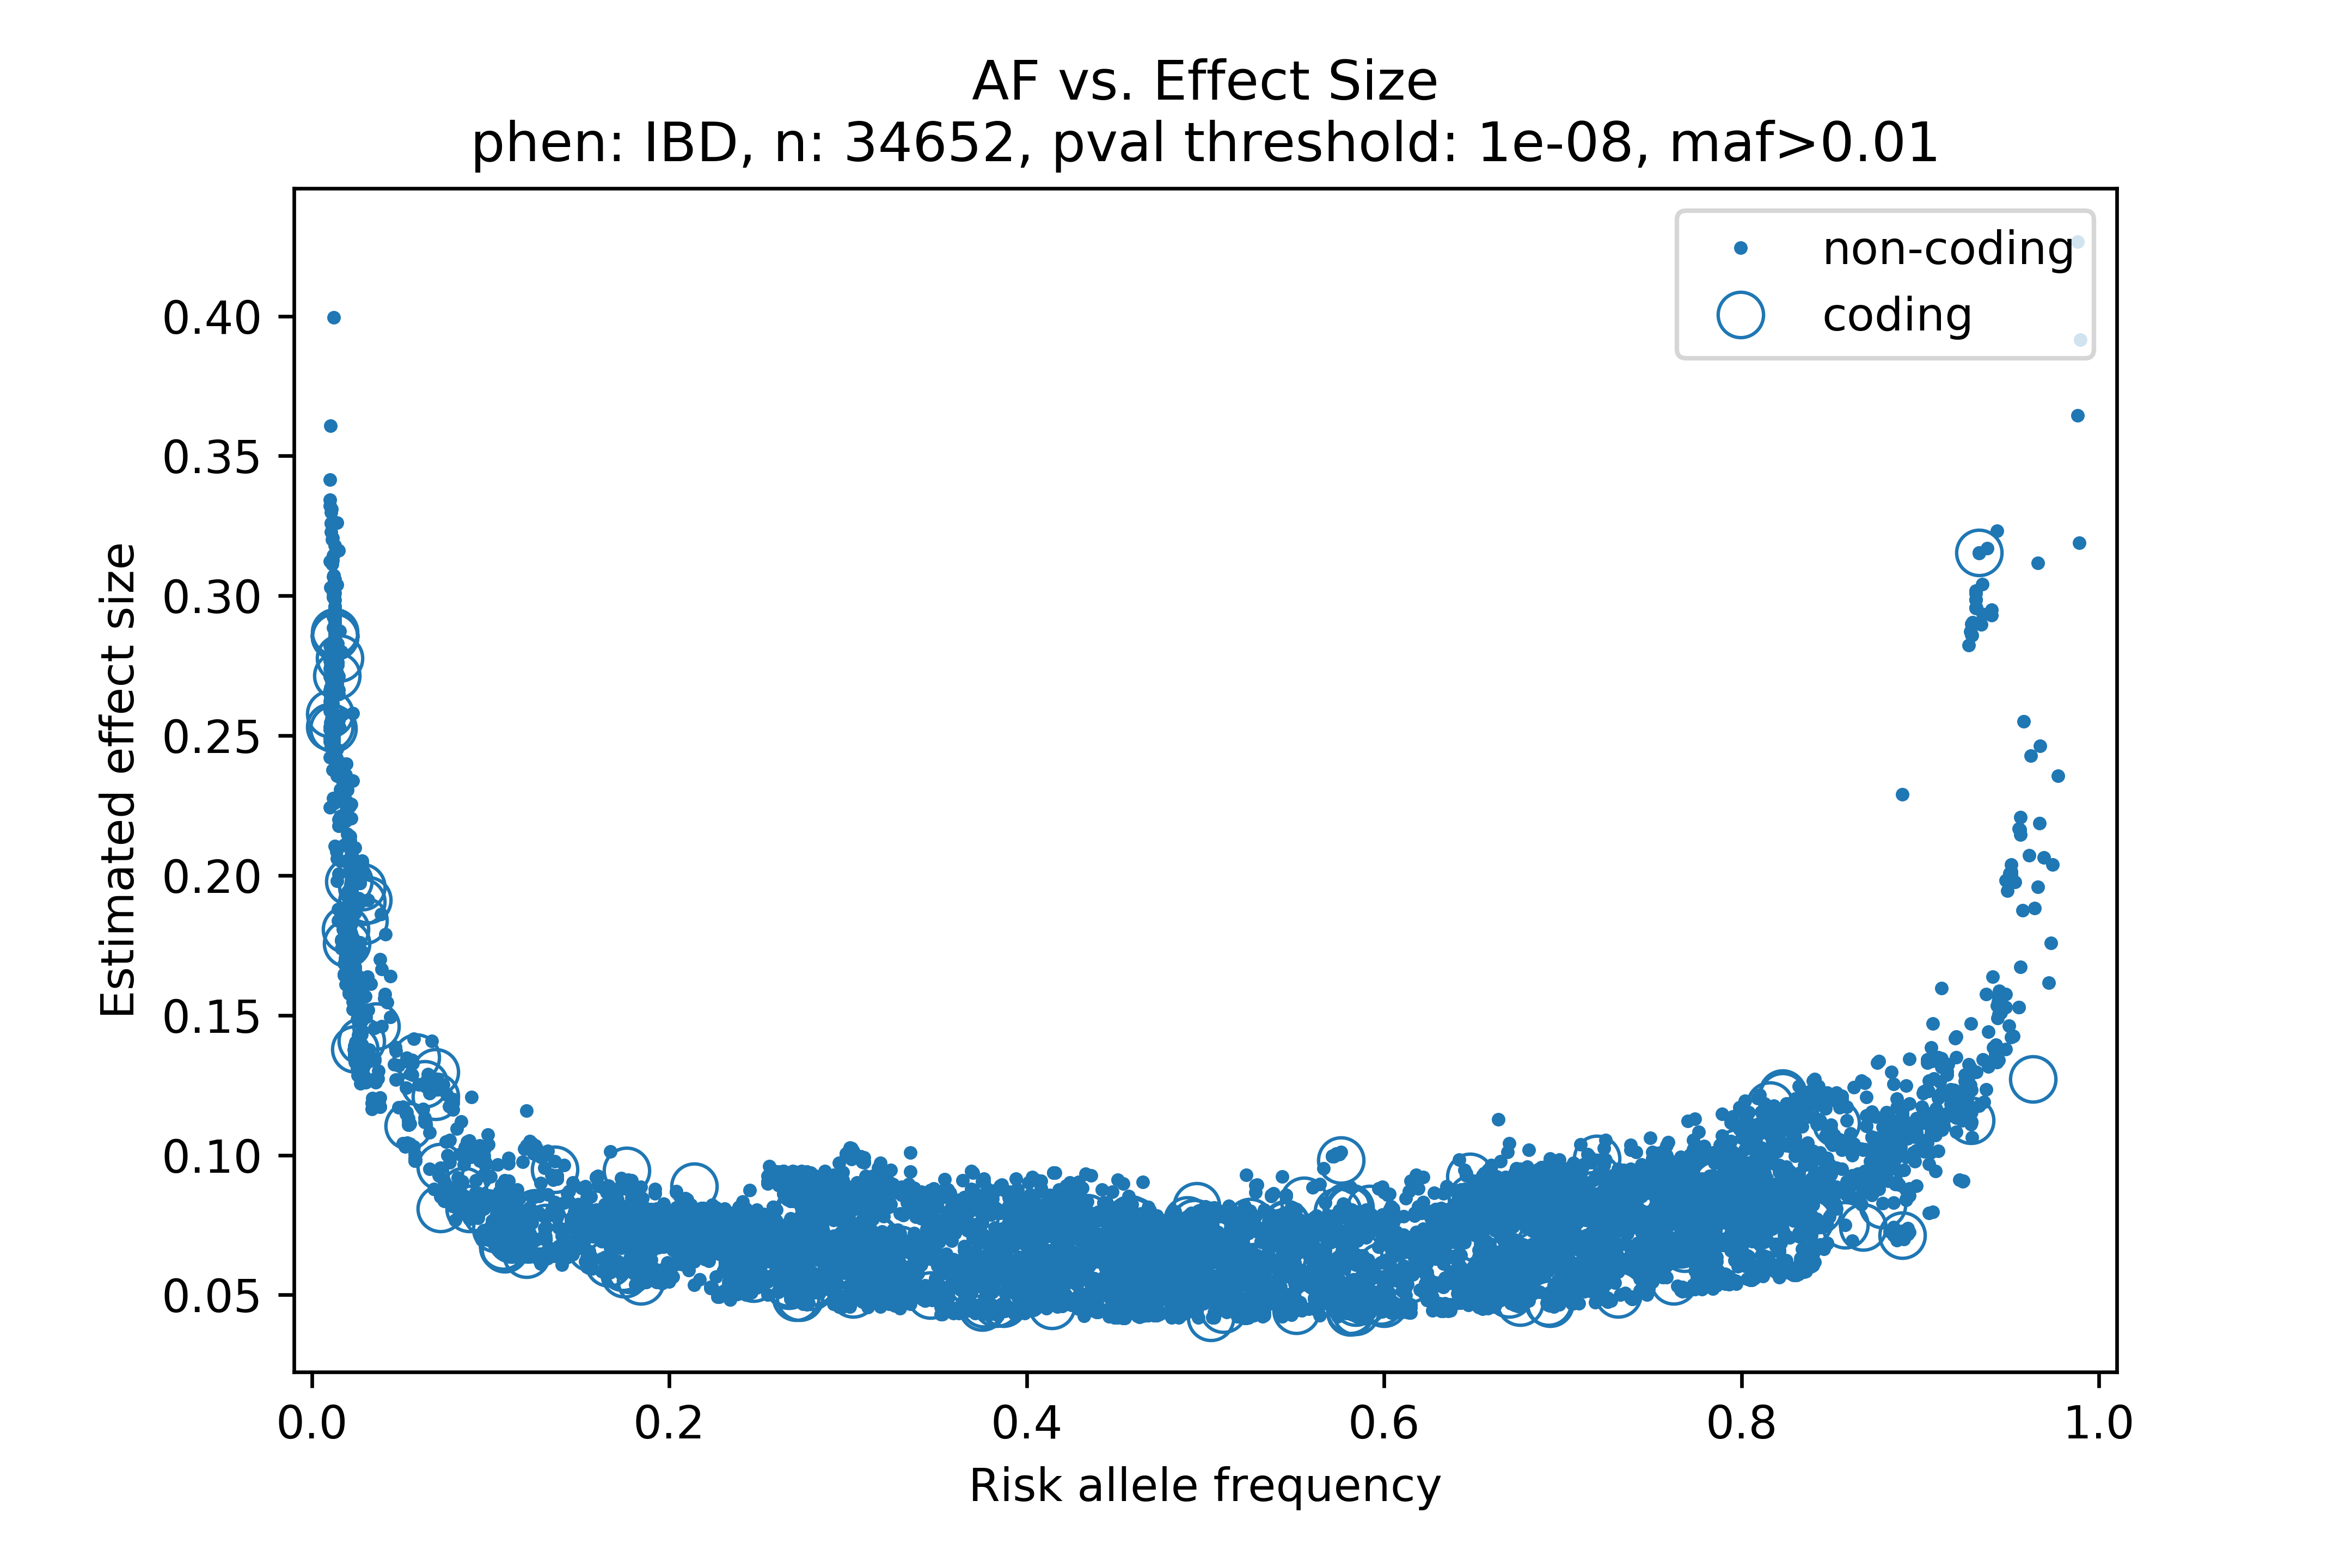 AF vs. Effect Size
phen: IBD, n: 34652, pval threshold: 1e-08, maf>0.01
non-coding
coding
Estimated effect size
0.40
0.35
0.30
0.25
0.20
0.15
0.10
0.05
0.0 0.2 0.4 0.6 0.8 1.0
Risk allele frequency